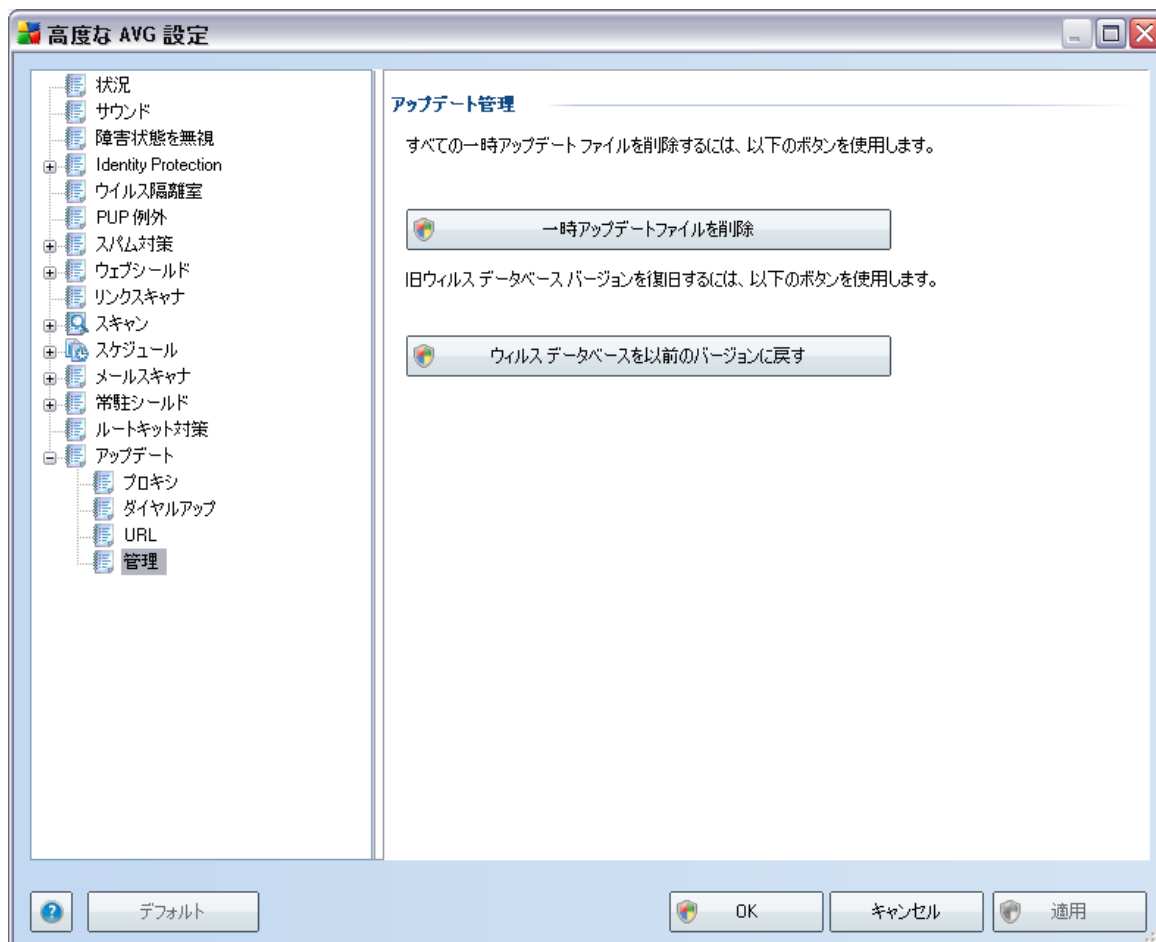 高度な AVG 設定
状況
サウンド
障害状態を無視
Identity Protection
ウイルス隔離室
PUP 例外
スパム対策
ウェブシールド
リンクスキャナ
スキャン
スケジュール
メールスキャナ
常駐シールド
ルートキット対策
アップデート
プロキシ
ダイヤルアップ
URL
管理
アップデート管理
すべての一時アップデート ファイルを削除するには、以下のボタンを使用します。
一時アップデートファイルを削除
旧ウィルス データベース バージョンを復旧するには、以下のボタンを使用します。
ウィルス データベースを以前のバージョンに戻す
デフォルト
OK
キャンセル
適用